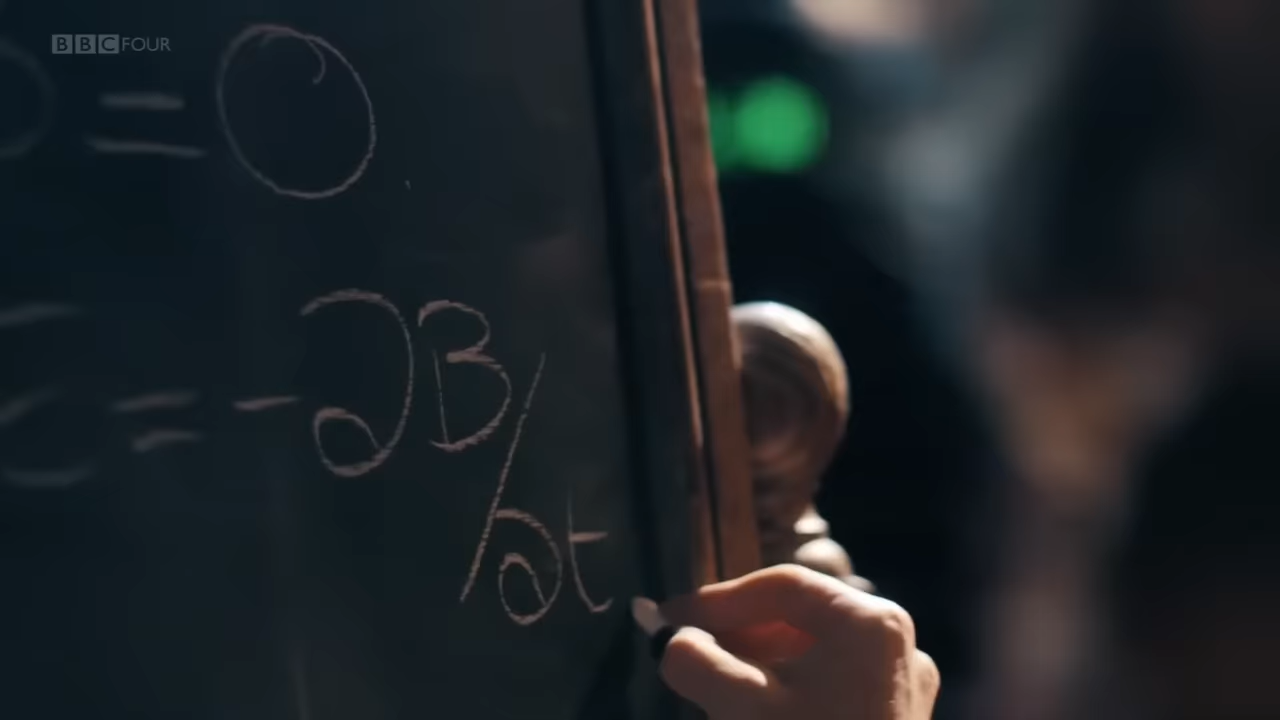 BBC FOUR
= 0
E = -∂B/∂t